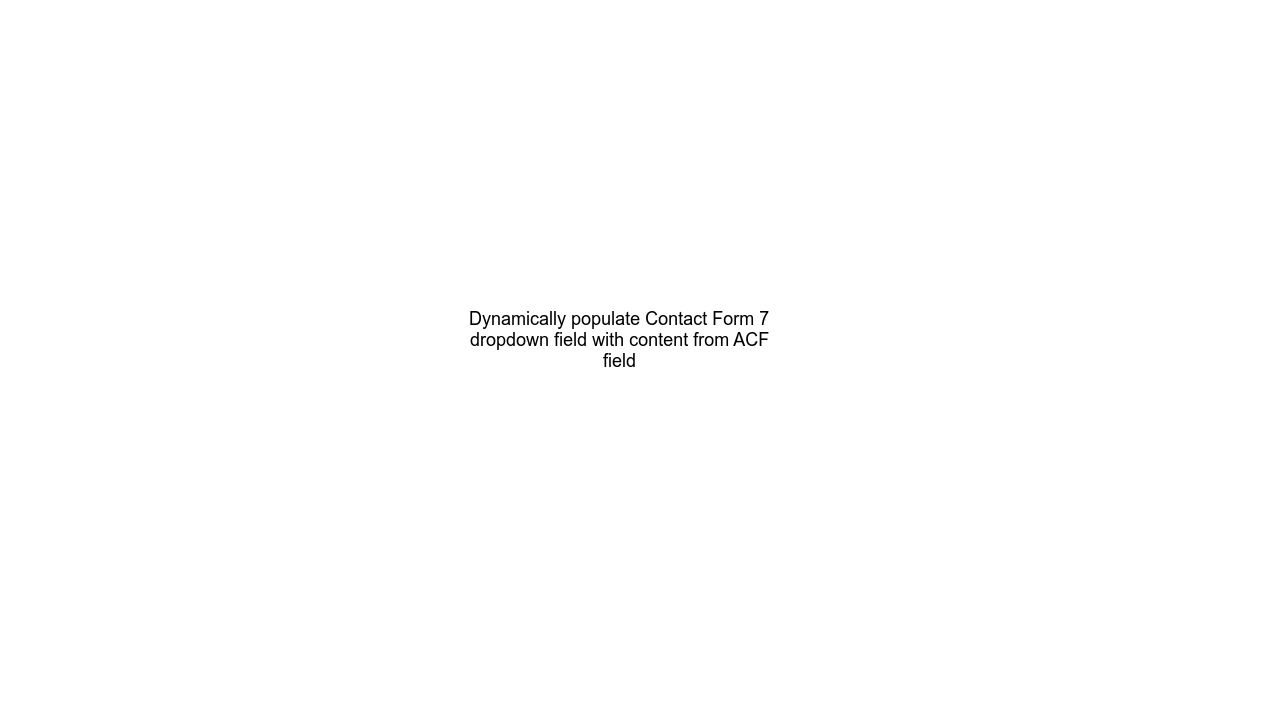 Dynamically populate Contact Form 7
dropdown field with content from ACF
field